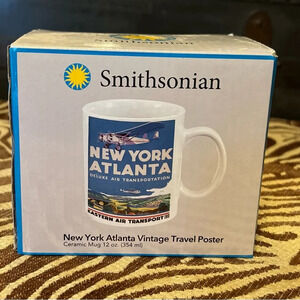 Smithsonian
NEW YORK
ATLANTA
DELUXE AIR TRANSPORTATION
EASTERN AIR TRANSPORT
New York Atlanta Vintage Travel Poster
Ceramic Mug 12 oz. (354 ml)